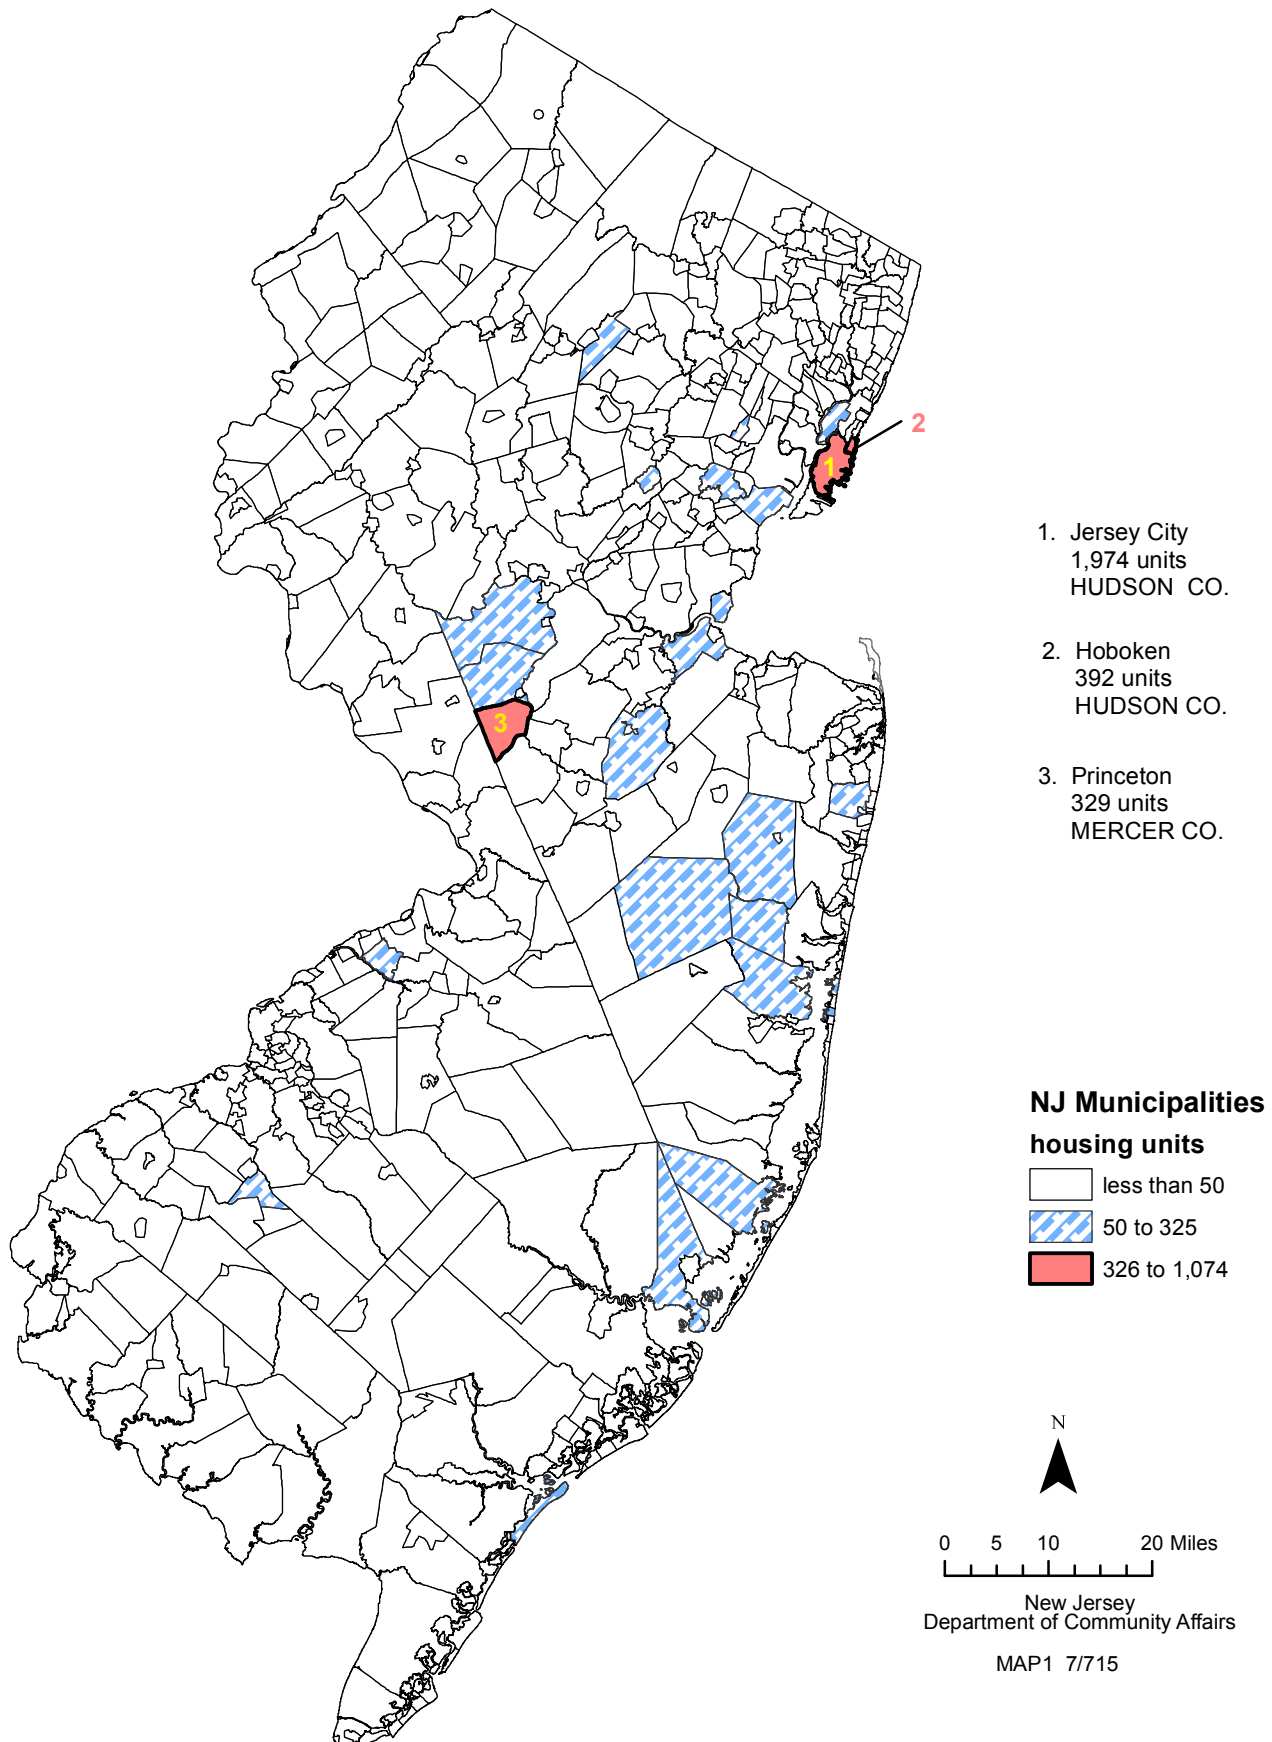 2
1
3
1. Jersey City
1,974 units
HUDSON CO.
2. Hoboken
392 units
HUDSON CO.
3. Princeton
329 units
MERCER CO.
NJ Municipalities
housing units
less than 50
50 to 325
326 to 1,074
N
0 5 10 20 Miles
New Jersey
Department of Community Affairs
MAP1 7/715